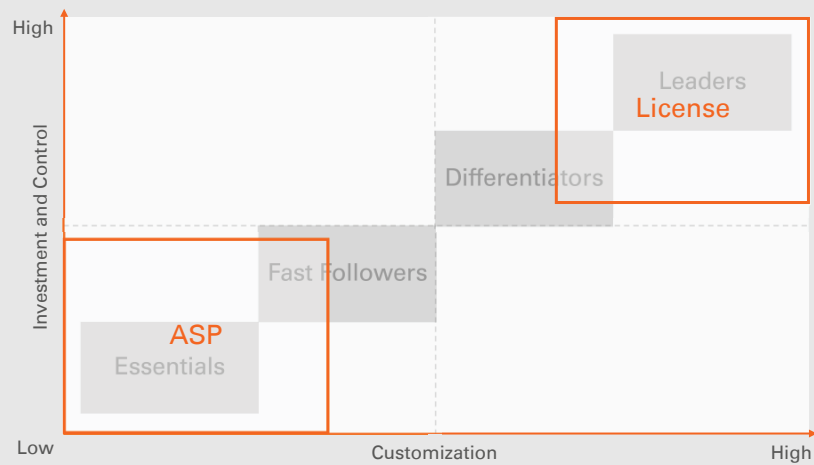 High
Leaders
License
Investment and Control
Differentiators
Fast Followers
ASP
Essentials
Low
Customization
High